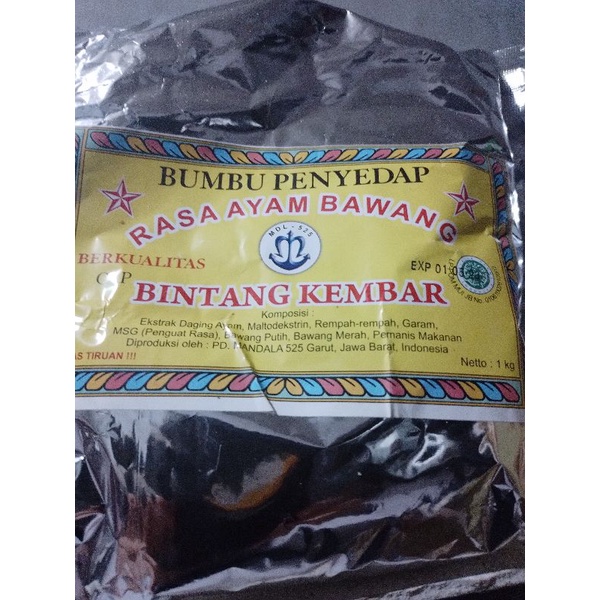 BUMBU PENYEDAP
RASA AYAM BAWANG
MDL - 525
BERKUALITAS
EXP 01
BINTANG KEMBAR
Komposisi :
Ekstrak Daging Ayam, Maltodekstrin, Rempah-rempah, Garam,
MSG (Penguat Rasa), Bawang Putih, Bawang Merah, Pemanis Makanan
Diproduksi oleh : PD. MANDALA 525 Garut, Jawa Barat, Indonesia
TIRUAN !!!
Netto : 1 kg